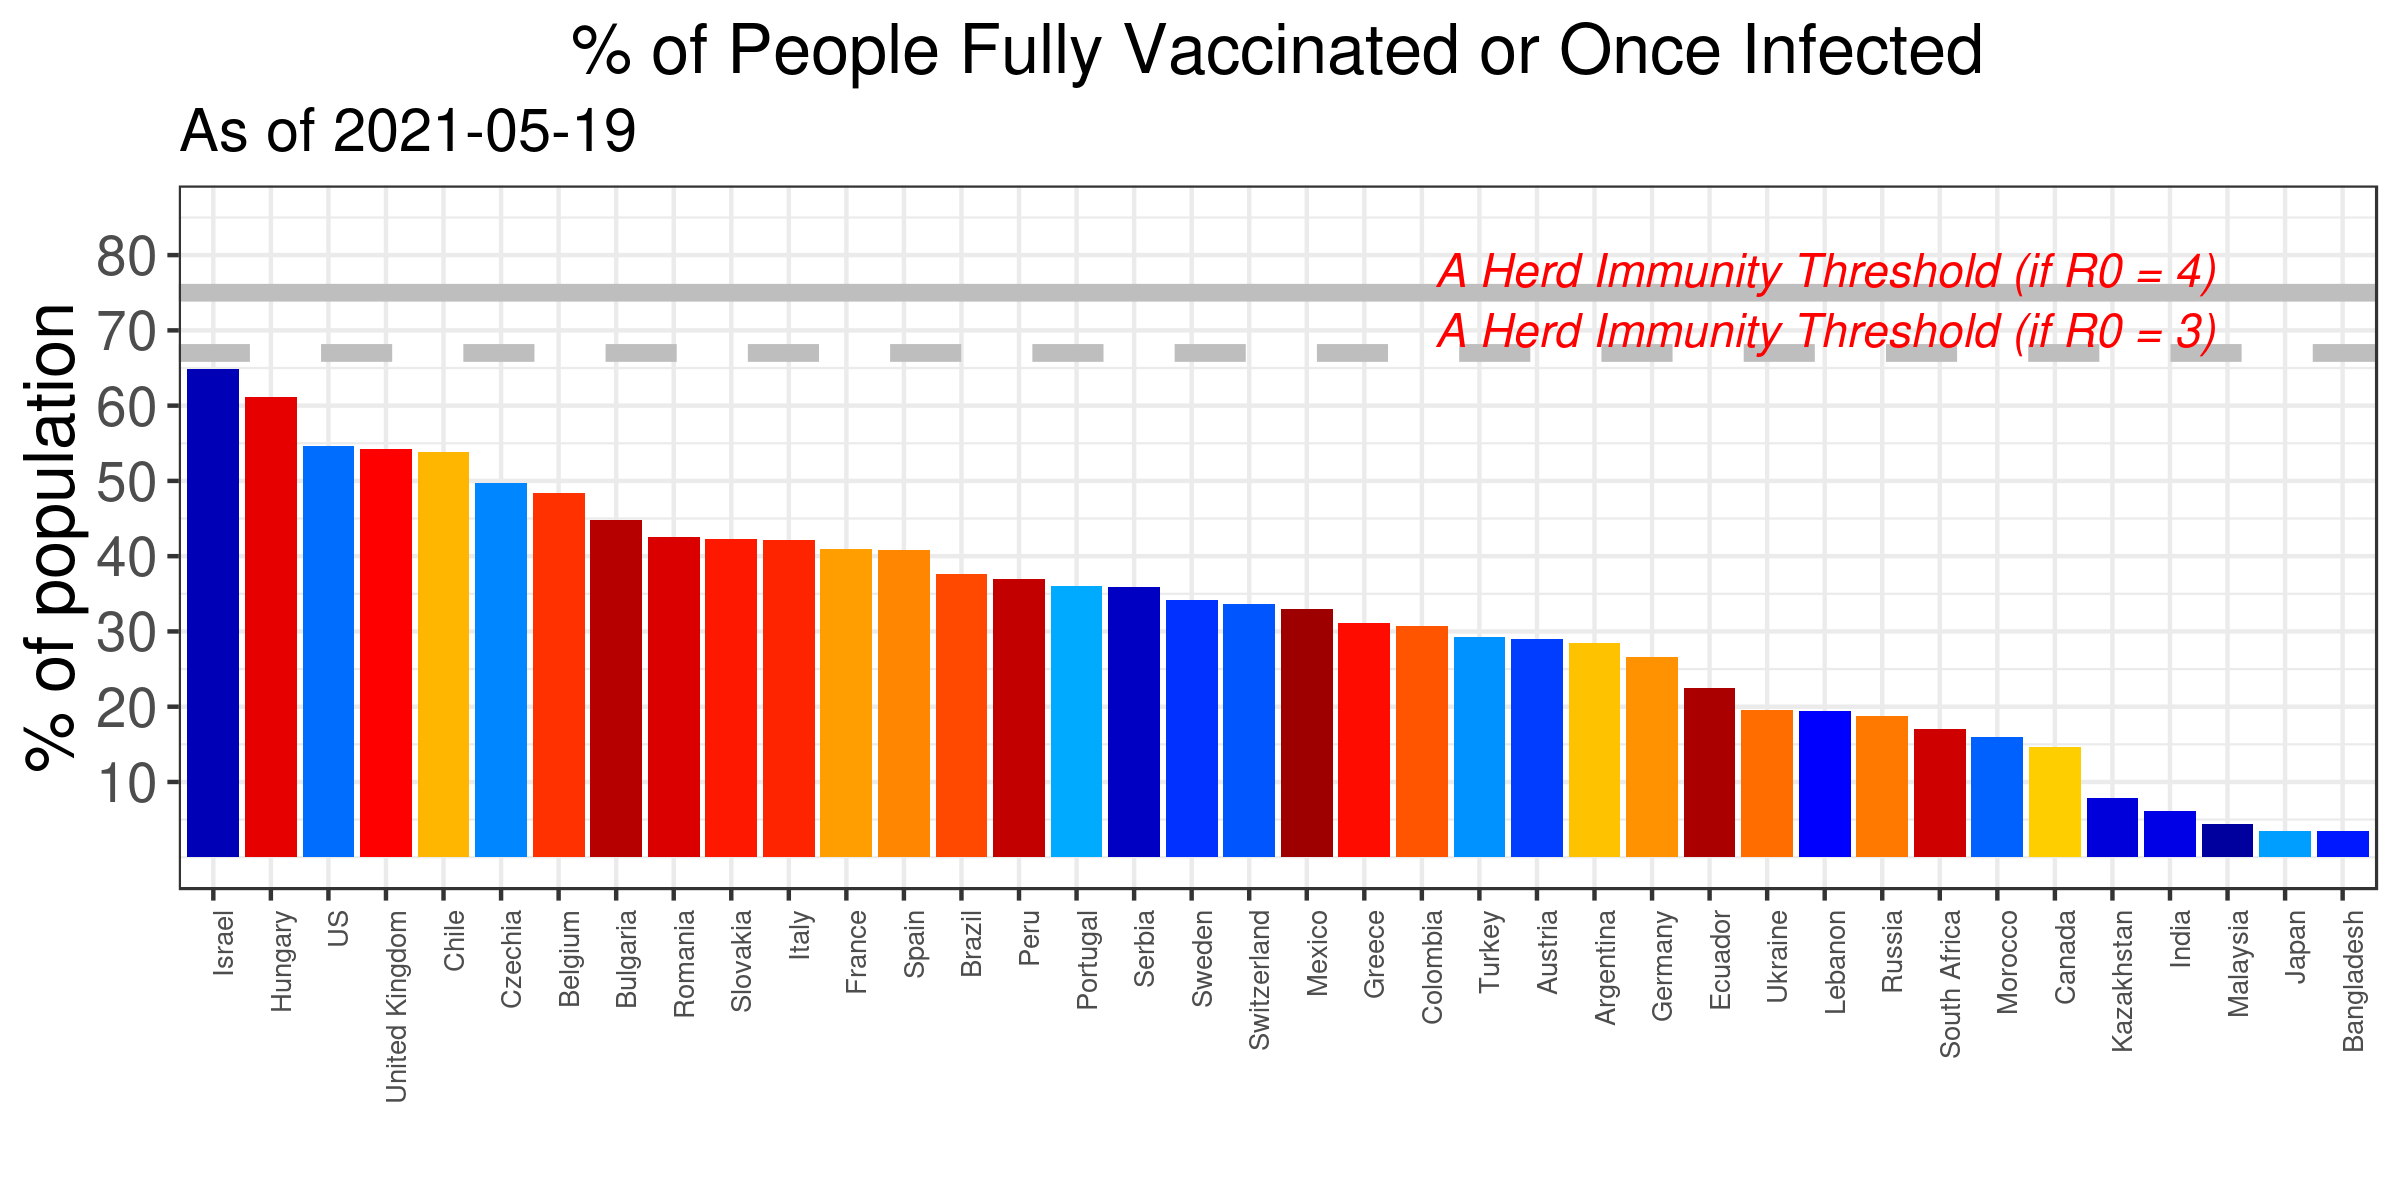 % of People Fully Vaccinated or Once Infected
As of 2021-05-19
% of population
80
70
60
50
40
30
20
10
A Herd Immunity Threshold (if R0 = 4)
A Herd Immunity Threshold (if R0 = 3)
Israel
Hungary
US
United Kingdom
Chile
Czechia
Belgium
Bulgaria
Romania
Slovakia
Italy
France
Spain
Brazil
Peru
Portugal
Serbia
Sweden
Switzerland
Mexico
Greece
Colombia
Turkey
Austria
Argentina
Germany
Ecuador
Ukraine
Lebanon
Russia
South Africa
Morocco
Canada
Kazakhstan
India
Malaysia
Japan
Bangladesh